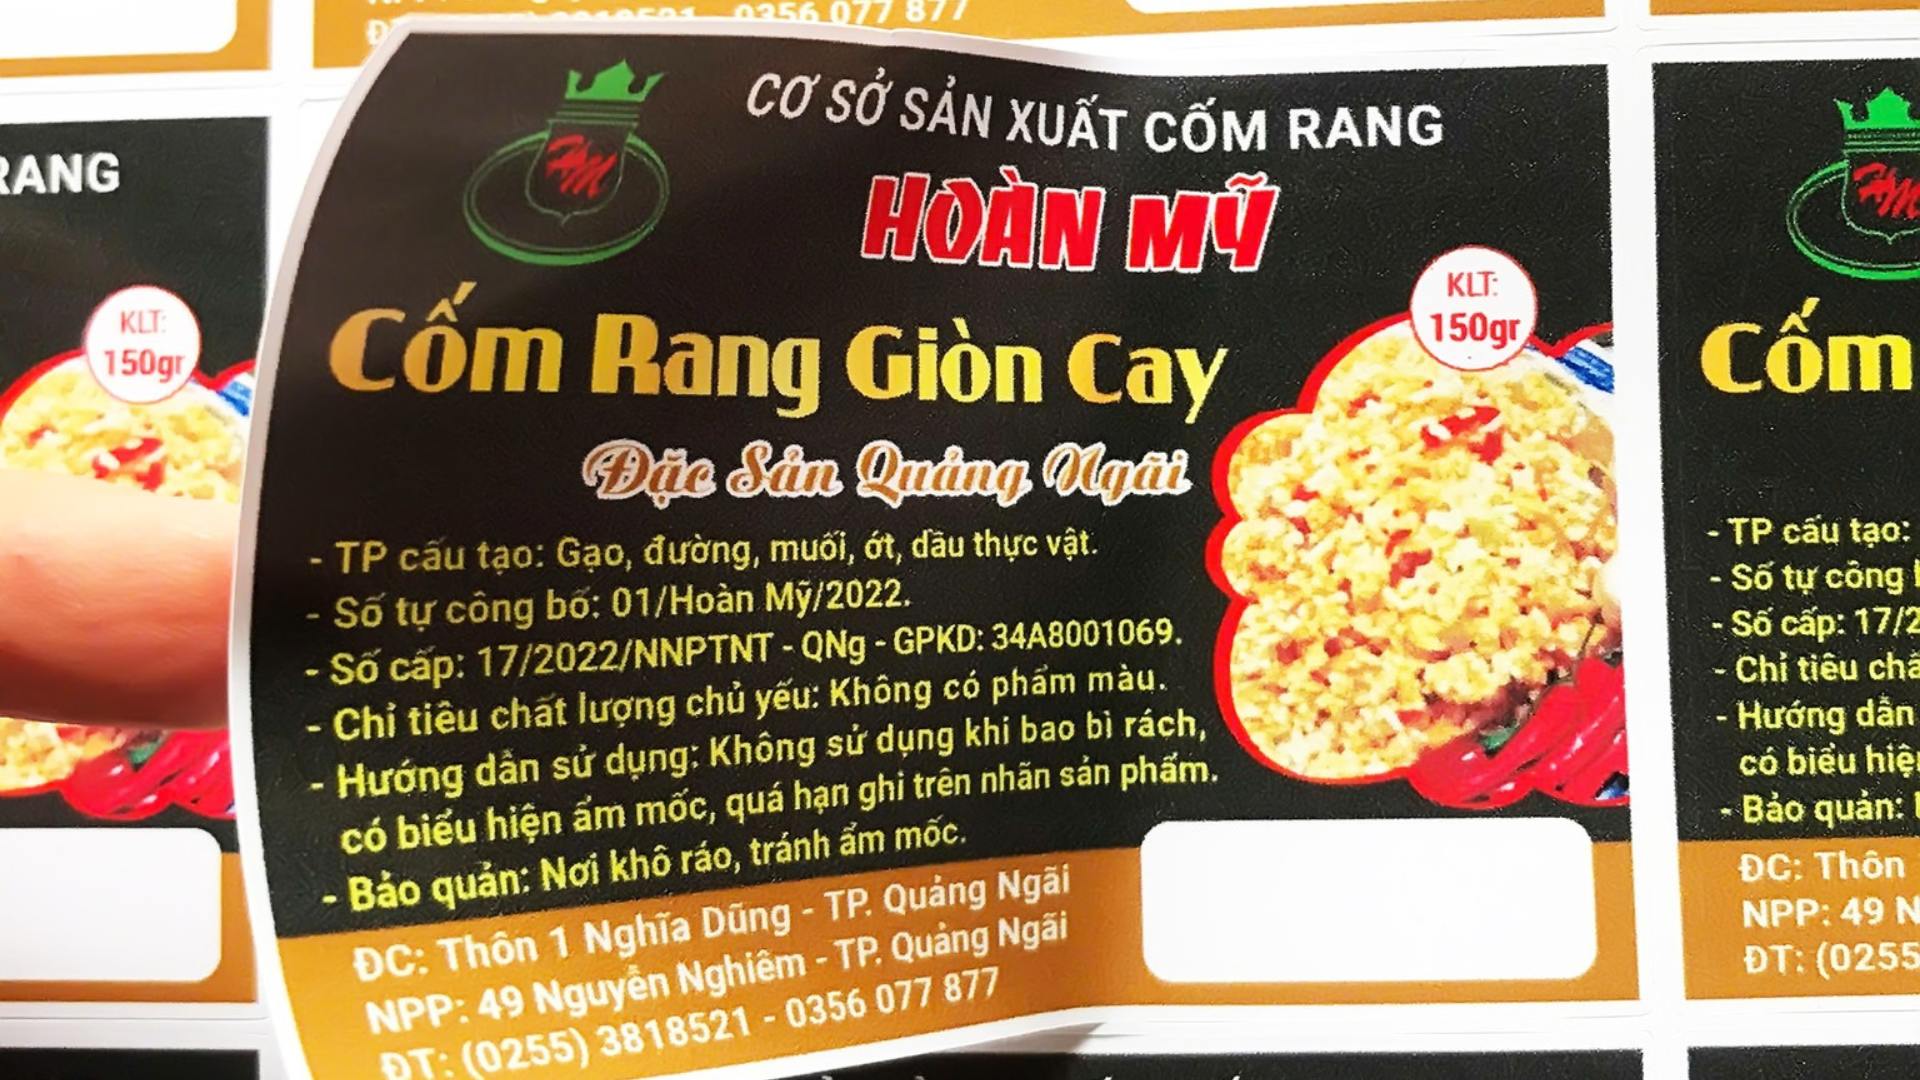 0356 077 877
CƠ SỞ SẢN XUẤT CỐM RANG
HM
HOÀN MỸ
KLT:
150gr
Cốm Rang Giòn Cay
Đặc Sản Quảng Ngãi
- TP cấu tạo: Gạo, đường, muối, ớt, dầu thực vật.
- Số tự công bố: 01/Hoàn Mỹ/2022.
- Số cấp: 17/2022/NNPTNT - QNg - GPKD: 34A8001069.
- Chỉ tiêu chất lượng chủ yếu: Không có phẩm màu.
- Hướng dẫn sử dụng: Không sử dụng khi bao bì rách,
có biểu hiện ẩm mốc, quá hạn ghi trên nhãn sản phẩm.
- Bảo quản: Nơi khô ráo, tránh ẩm mốc.
ĐC: Thôn 1 Nghĩa Dũng - TP. Quảng Ngãi
NPP: 49 Nguyễn Nghiêm - TP. Quảng Ngãi
ĐT: (0255) 3818521 - 0356 077 877
RANG
KLT:
150gr
HM
Cốm
- TP cấu tạo:
- Số tự công
- Số cấp: 17/2
- Chỉ tiêu
- Hướng dẫn
có biểu
- Bảo quản:
ĐC: Thôn
NPP: 49 N
ĐT: (0255